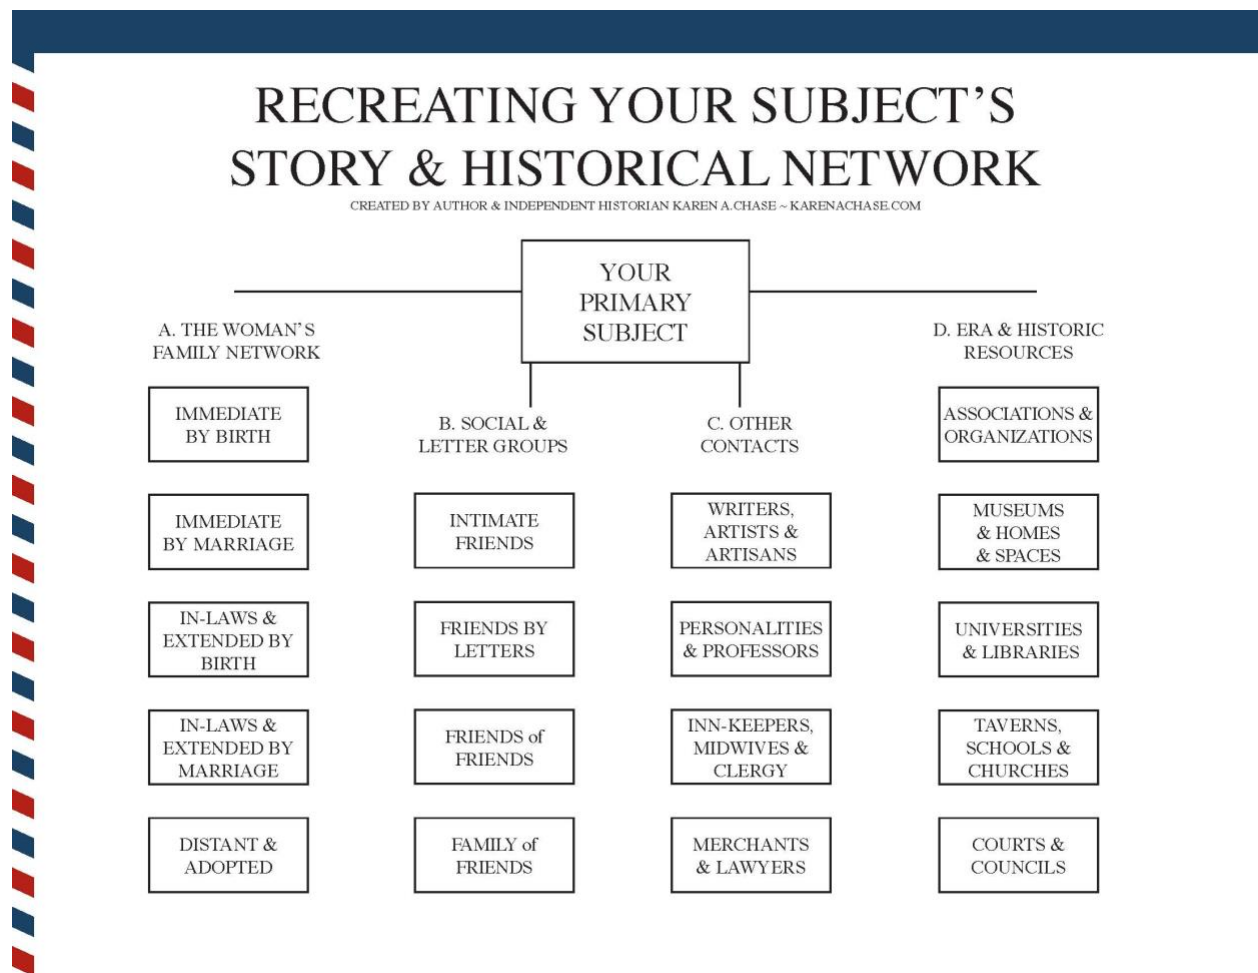 RECREATING YOUR SUBJECT'S
STORY & HISTORICAL NETWORK
CREATED BY AUTHOR & INDEPENDENT HISTORIAN KAREN A.CHASE ~ KARENACHASE.COM
YOUR
PRIMARY
SUBJECT
A. THE WOMAN'S
FAMILY NETWORK
IMMEDIATE
BY BIRTH
IMMEDIATE
BY MARRIAGE
IN-LAWS &
EXTENDED BY
BIRTH
IN-LAWS &
EXTENDED BY
MARRIAGE
DISTANT &
ADOPTED
B. SOCIAL &
LETTER GROUPS
INTIMATE
FRIENDS
FRIENDS BY
LETTERS
FRIENDS of
FRIENDS
FAMILY of
FRIENDS
C. OTHER
CONTACTS
WRITERS,
ARTISTS &
ARTISANS
PERSONALITIES
& PROFESSORS
INN-KEEPERS,
MIDWIVES &
CLERGY
MERCHANTS
& LAWYERS
D. ERA & HISTORIC
RESOURCES
ASSOCIATIONS &
ORGANIZATIONS
MUSEUMS
& HOMES
& SPACES
UNIVERSITIES
& LIBRARIES
TAVERNS,
SCHOOLS &
CHURCHES
COURTS &
COUNCILS